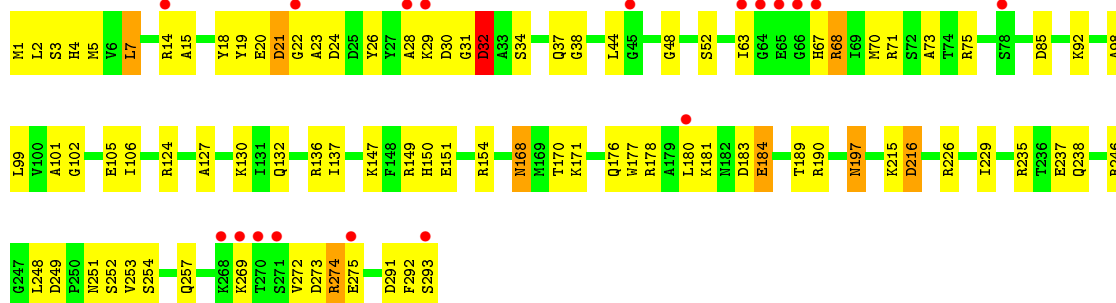 M1 L2 S3 H4 M5 V6 L7 R14 A15 Y18 Y19 E20 D21 G22 A23 D24 D25 Y26 Y27 A28 K29 D30 G31 D32 A33 S34 Q37 G38 L44 G45 G48 S52 I63 G64 E65 G66 H67 R68 I69 M70 R71 S72 A73 T74 R75 S78 D85 K92 A98
L99 V100 A101 G102 E105 I106 R124 A127 K130 I131 Q132 R136 I137 K147 F148 R149 H150 E151 R154 N168 M169 T170 K171 Q176 W177 R178 A179 L180 K181 N182 D183 E184 T189 R190 N197 K215 D216 R226 I229 R235 T236 E237 Q238 R246
G247 L248 D249 P250 N251 S252 V253 S254 Q257 K268 K269 T270 S271 V272 D273 R274 E275 D291 F292 S293